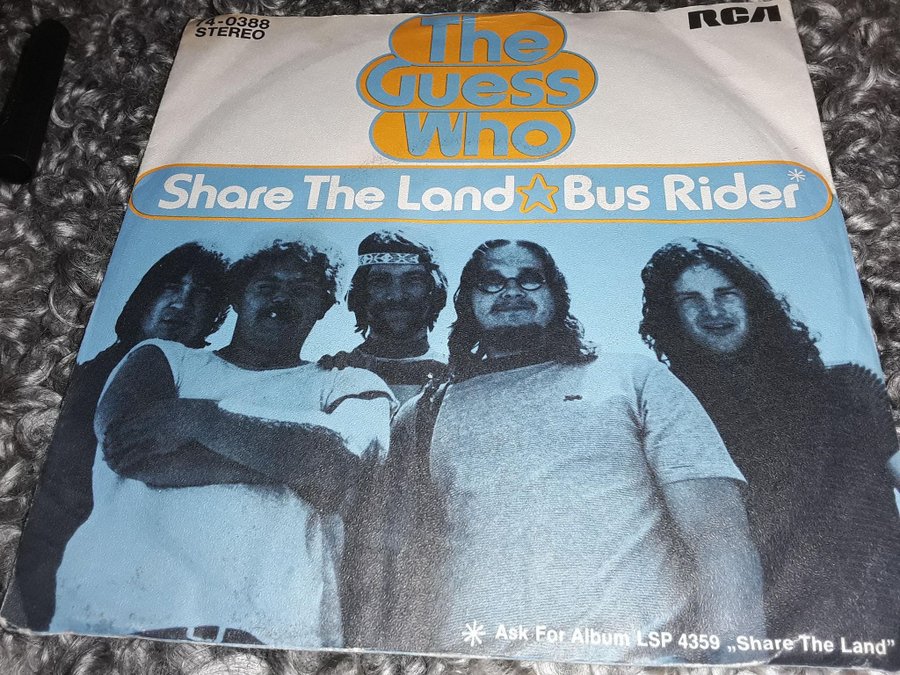 74-0388
STEREO
RCA
The
Guess
Who
Share The Land ☆ Bus Rider*
* Ask For Album LSP 4359 „Share The Land"